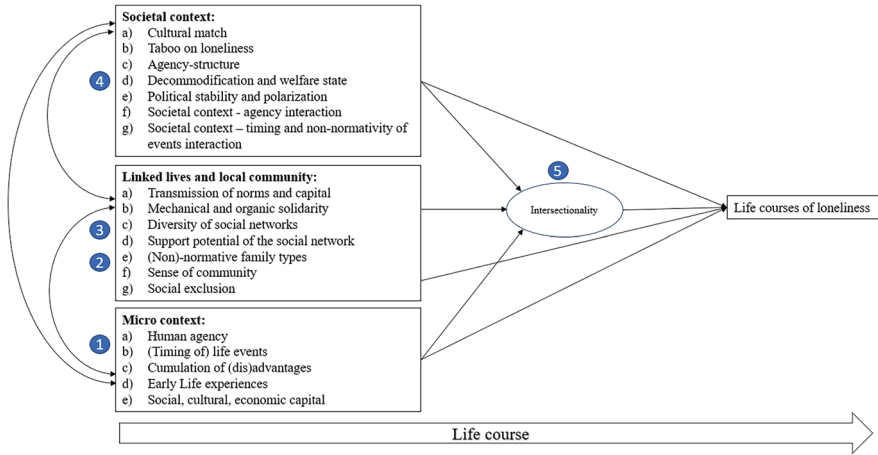 Societal context:
a) Cultural match
b) Taboo on loneliness
c) Agency-structure
4
d) Decommodification and welfare state
e) Political stability and polarization
f) Societal context - agency interaction
g) Societal context – timing and non-normativity of
events interaction
5
Linked lives and local community:
a) Transmission of norms and capital
b) Mechanical and organic solidarity
Intersectionality
Life courses of loneliness
3
c) Diversity of social networks
d) Support potential of the social network
2
e) (Non)-normative family types
f) Sense of community
g) Social exclusion
Micro context:
1
a) Human agency
b) (Timing of) life events
c) Cumulation of (dis)advantages
d) Early Life experiences
e) Social, cultural, economic capital
Life course